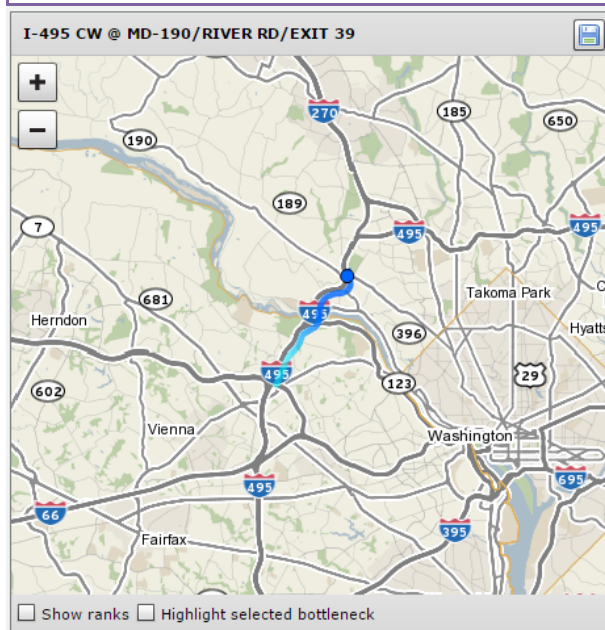 I-495 CW @ MD-190/RIVER RD/EXIT 39
+
−
270
185
650
190
189
7
495
495
681
Takoma Park
495
Herndon
396
Hyatts
495
123
29
602
Vienna
Washington
495
695
66
395
Fairfax
Show ranks
Highlight selected bottleneck